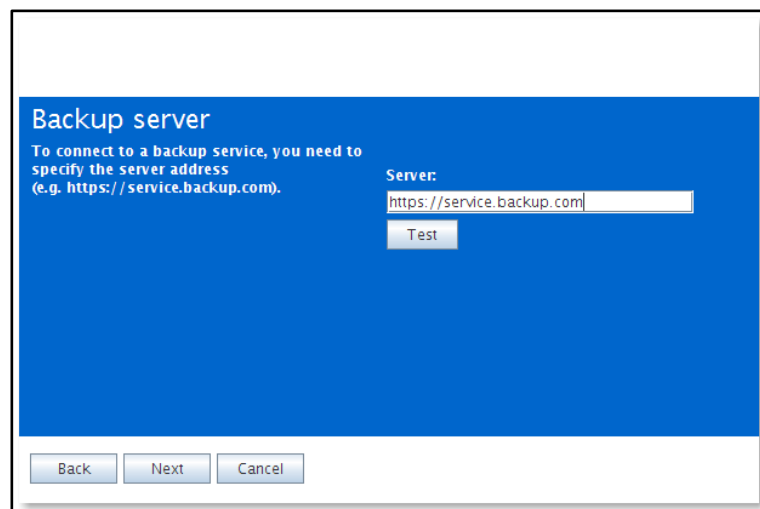 Backup server
To connect to a backup service, you need to
specify the server address
(e.g. https://service.backup.com).
Server:
https://service.backup.com
Test
Back
Next
Cancel